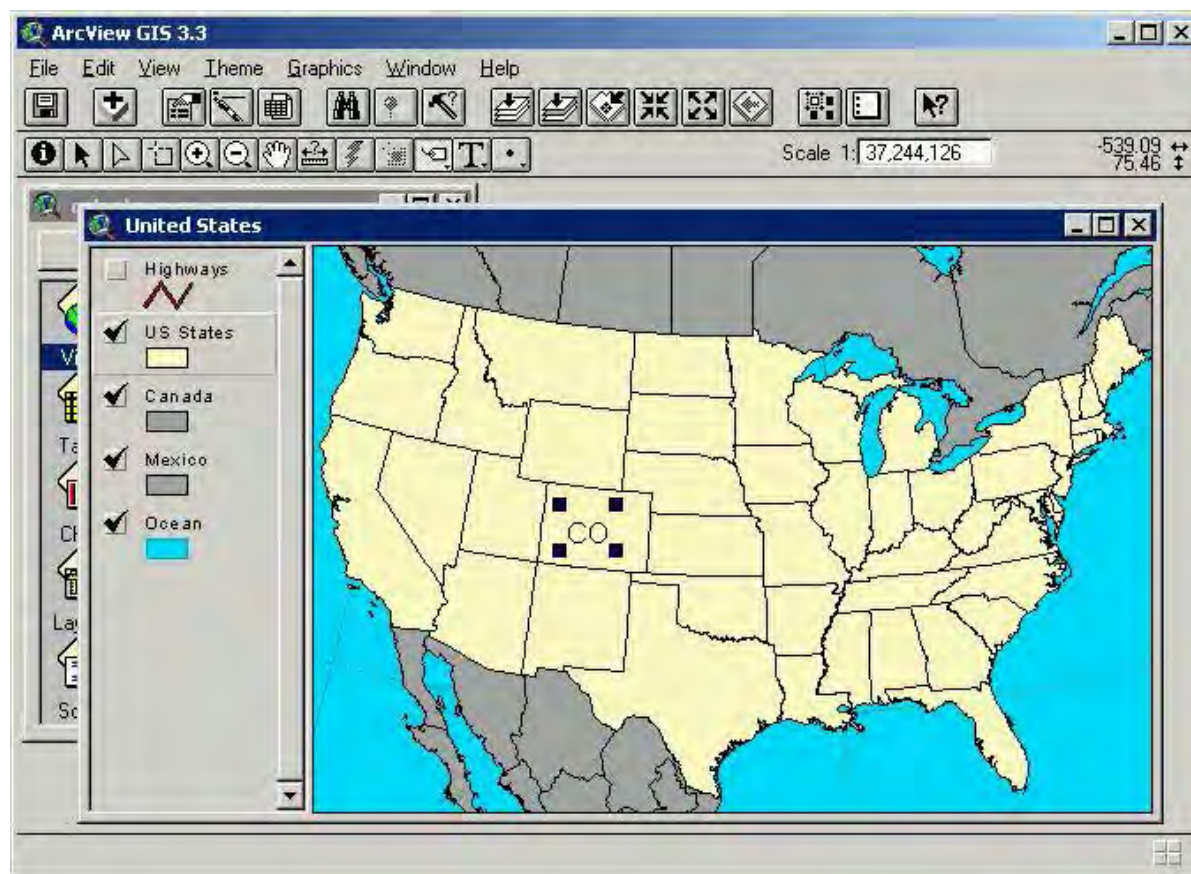 ArcView GIS 3.3
File Edit View Theme Graphics Window Help
Scale 1: 37,244,126
-539.09
75.46
United States
Highways
US States
Canada
Mexico
Ocean
CO